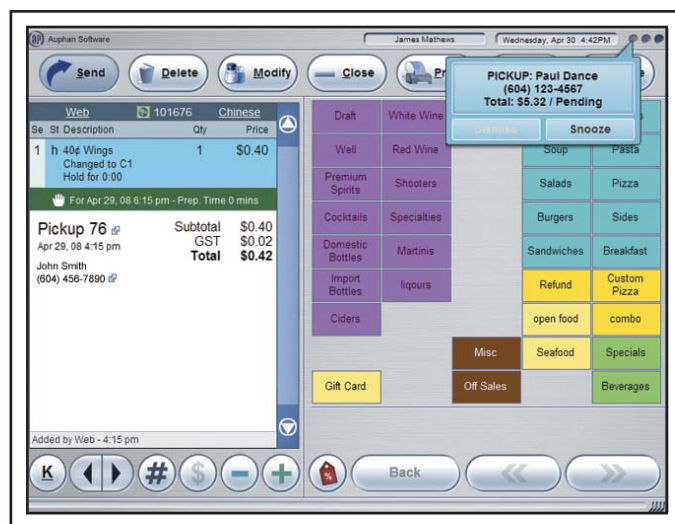 Auphan Software
James Mathews
Wednesday, Apr 30 4:42PM
Send
Delete
Modify
Close
PICKUP: Paul Dance
(604) 123-4567
Total: $5.32 / Pending
Dismiss
Snooze
Web 101676 Chinese
Se St Description Qty Price
1 h 40¢ Wings 1 $0.40
Changed to C1
Hold for 0:00
For Apr 29, 08 6:15 pm - Prep. Time 0 mins
Pickup 76
Subtotal $0.40
Apr 29, 08 4:15 pm
GST $0.02
Total $0.42
John Smith
(604) 456-7890
Added by Web - 4:15 pm
Draft
White Wine
Well
Red Wine
Soup
Pasta
Premium
Spirits
Shooters
Salads
Pizza
Cocktails
Specialties
Burgers
Sides
Domestic
Bottles
Martinis
Sandwiches
Breakfast
Import
Bottles
liqours
Refund
Custom
Pizza
Ciders
open food
combo
Misc
Seafood
Specials
Gift Card
Off Sales
Beverages
K
#
$
Back